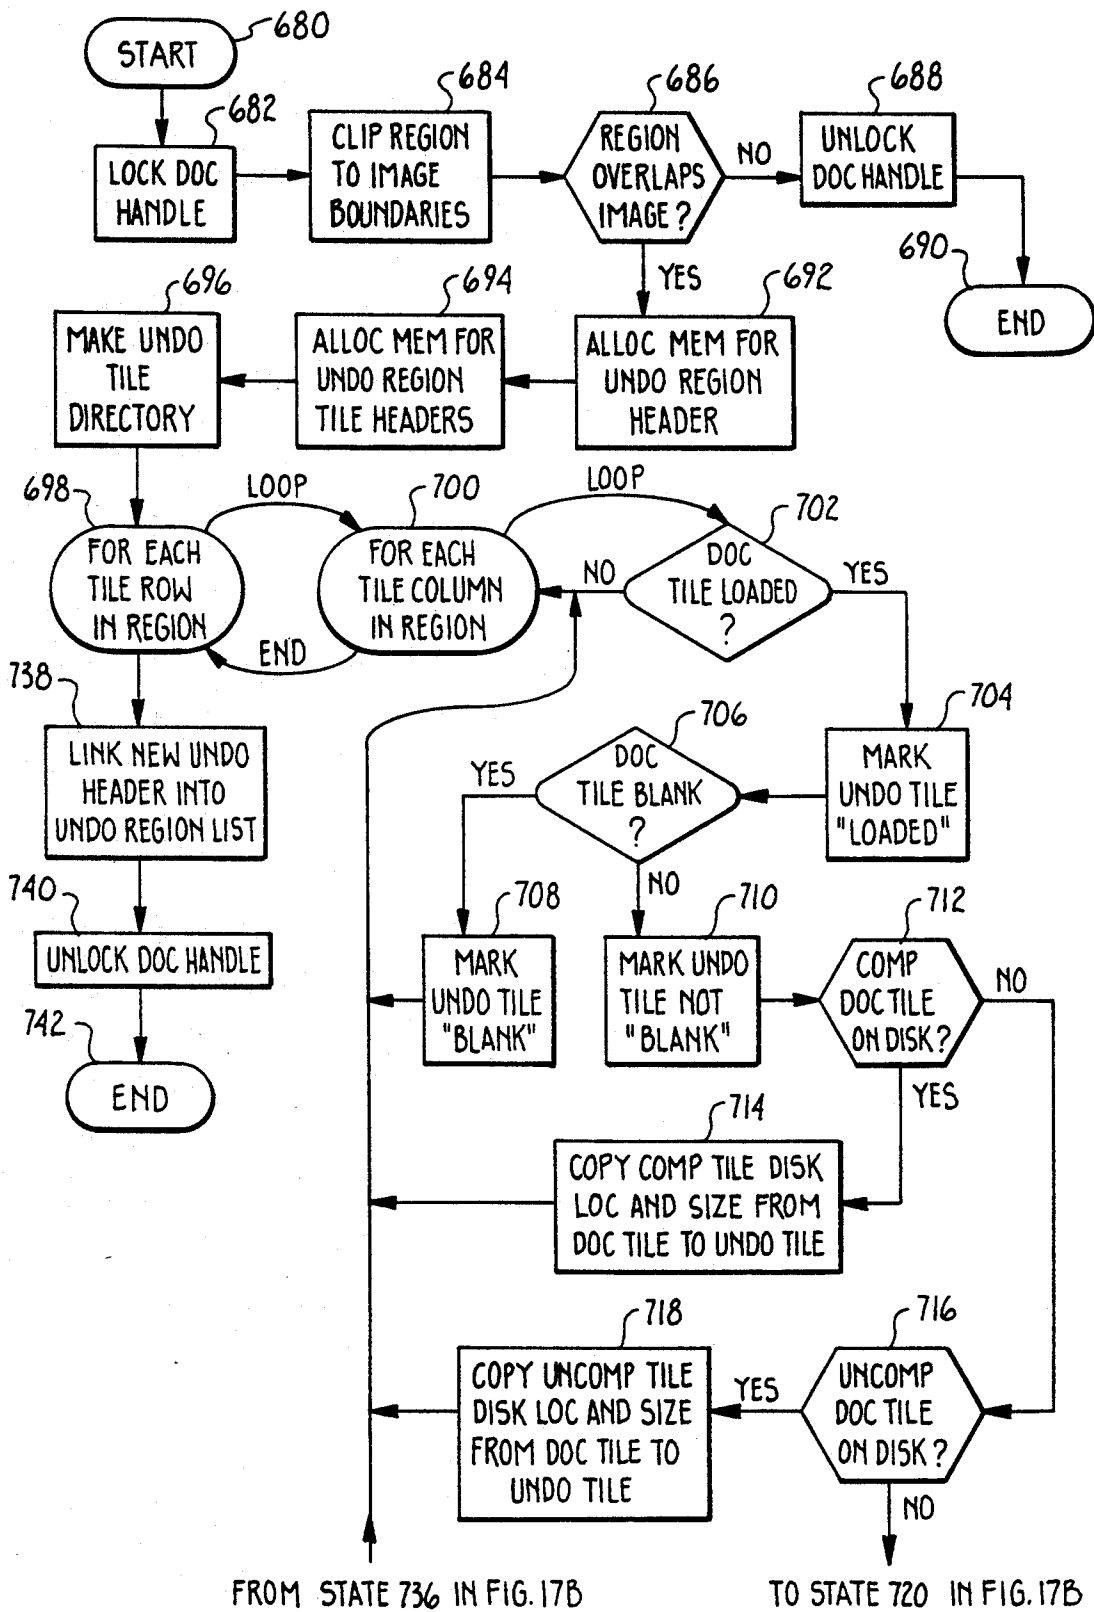 680
START
682
LOCK DOC
HANDLE
684
CLIP REGION
TO IMAGE
BOUNDARIES
686
REGION
OVERLAPS
IMAGE?
NO
YES
688
UNLOCK
DOC HANDLE
690
END
692
ALLOC MEM FOR
UNDO REGION
HEADER
694
ALLOC MEM FOR
UNDO REGION
TILE HEADERS
696
MAKE UNDO
TILE
DIRECTORY
698
FOR EACH
TILE ROW
IN REGION
LOOP
END
700
FOR EACH
TILE COLUMN
IN REGION
LOOP
702
DOC
TILE LOADED
?
NO
YES
704
MARK
UNDO TILE
"LOADED"
706
DOC
TILE BLANK
?
YES
NO
708
MARK
UNDO TILE
"BLANK"
710
MARK UNDO
TILE NOT
"BLANK"
712
COMP
DOC TILE
ON DISK?
NO
YES
714
COPY COMP TILE DISK
LOC AND SIZE FROM
DOC TILE TO UNDO TILE
716
UNCOMP
DOC TILE
ON DISK?
YES
NO
718
COPY UNCOMP TILE
DISK LOC AND SIZE
FROM DOC TILE TO
UNDO TILE
738
LINK NEW UNDO
HEADER INTO
UNDO REGION LIST
740
UNLOCK DOC HANDLE
742
END
FROM STATE 736 IN FIG.17B
TO STATE 720 IN FIG.17B